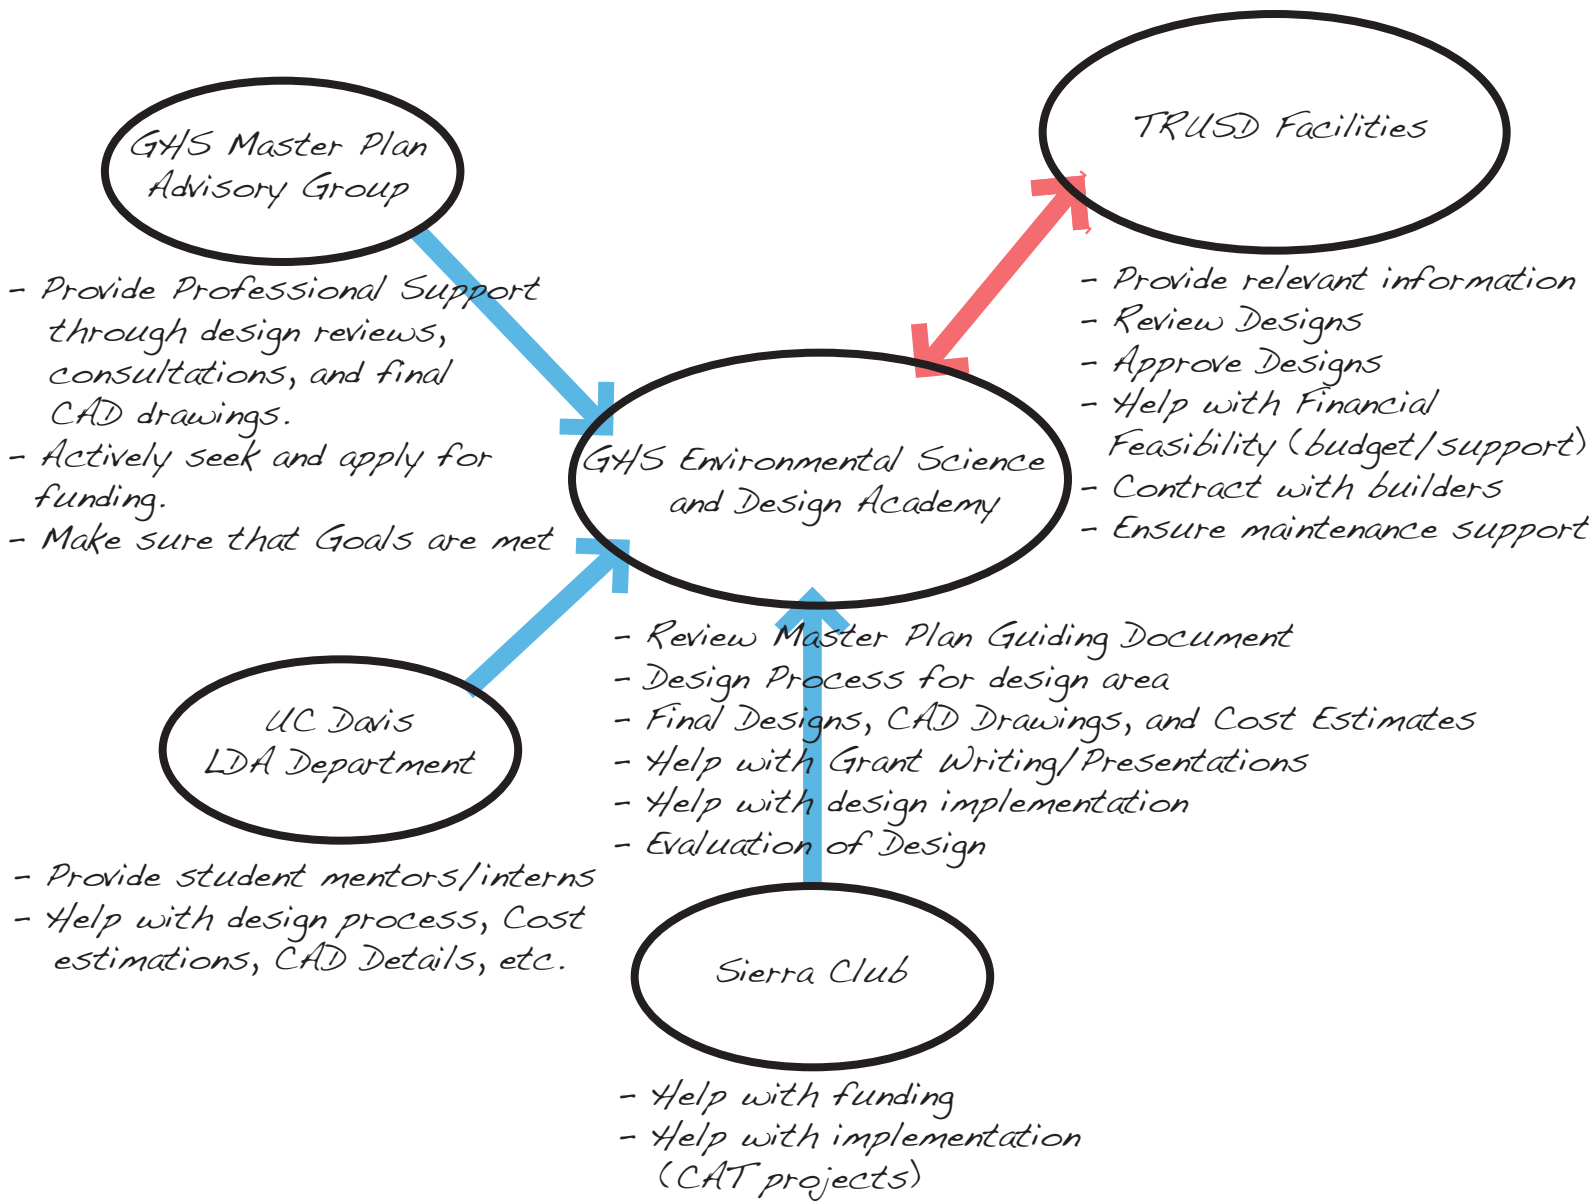 GHS Master Plan
Advisory Group
- Provide Professional Support
through design reviews,
consultations, and final
CAD drawings.
- Actively seek and apply for
funding.
- Make sure that Goals are met
TRUSD Facilities
- Provide relevant information
- Review Designs
- Approve Designs
- Help with Financial
Feasibility (budget/support)
- Contract with builders
- Ensure maintenance support
GHS Environmental Science
and Design Academy
- Review Master Plan Guiding Document
- Design Process for design area
- Final Designs, CAD Drawings, and Cost Estimates
- Help with Grant Writing/Presentations
- Help with design implementation
- Evaluation of Design
UC Davis
LDA Department
- Provide student mentors/interns
- Help with design process, Cost
estimations, CAD Details, etc.
Sierra Club
- Help with funding
- Help with implementation
(CAT projects)